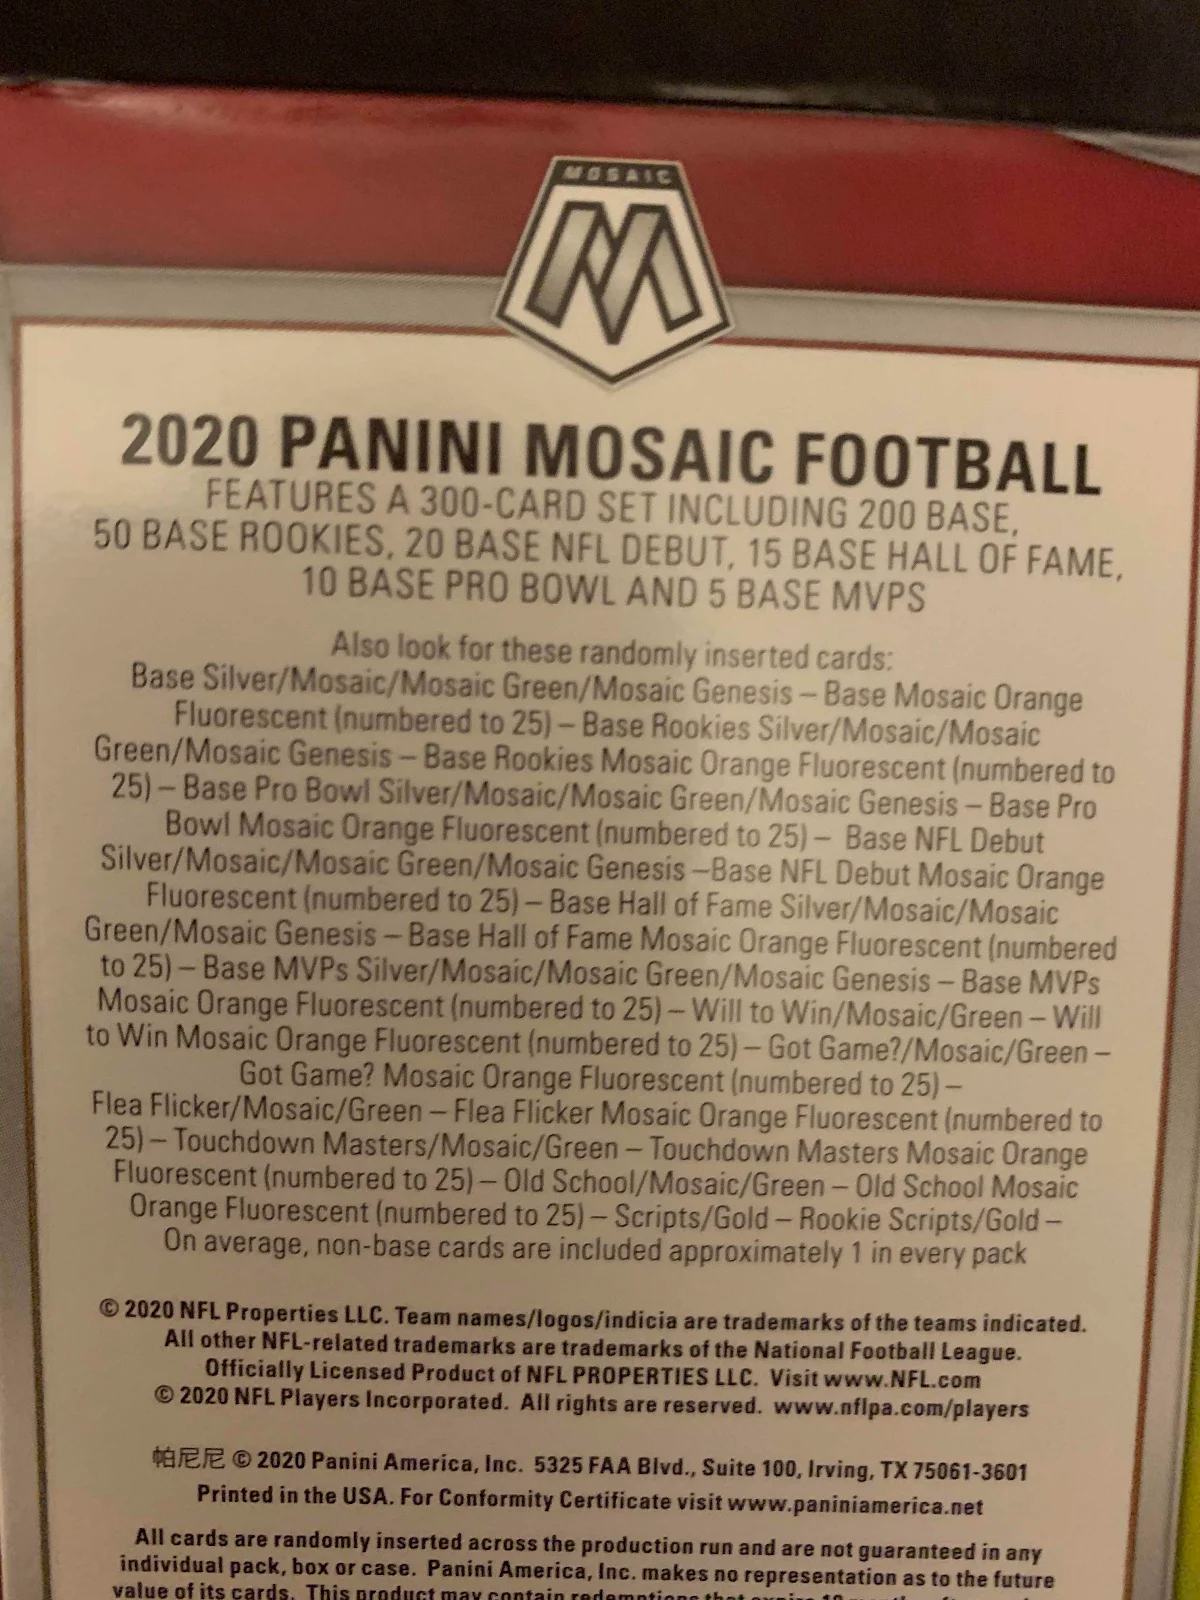 MOSAIC
M
2020 PANINI MOSAIC FOOTBALL
FEATURES A 300-CARD SET INCLUDING 200 BASE,
50 BASE ROOKIES, 20 BASE NFL DEBUT, 15 BASE HALL OF FAME,
10 BASE PRO BOWL AND 5 BASE MVPS
Also look for these randomly inserted cards:
Base Silver/Mosaic/Mosaic Green/Mosaic Genesis – Base Mosaic Orange
Fluorescent (numbered to 25) – Base Rookies Silver/Mosaic/Mosaic
Green/Mosaic Genesis – Base Rookies Mosaic Orange Fluorescent (numbered to
25) – Base Pro Bowl Silver/Mosaic/Mosaic Green/Mosaic Genesis – Base Pro
Bowl Mosaic Orange Fluorescent (numbered to 25) – Base NFL Debut
Silver/Mosaic/Mosaic Green/Mosaic Genesis –Base NFL Debut Mosaic Orange
Fluorescent (numbered to 25) – Base Hall of Fame Silver/Mosaic/Mosaic
Green/Mosaic Genesis – Base Hall of Fame Mosaic Orange Fluorescent (numbered
to 25) – Base MVPs Silver/Mosaic/Mosaic Green/Mosaic Genesis – Base MVPs
Mosaic Orange Fluorescent (numbered to 25) – Will to Win/Mosaic/Green – Will
to Win Mosaic Orange Fluorescent (numbered to 25) – Got Game?/Mosaic/Green –
Got Game? Mosaic Orange Fluorescent (numbered to 25) –
Flea Flicker/Mosaic/Green – Flea Flicker Mosaic Orange Fluorescent (numbered to
25) – Touchdown Masters/Mosaic/Green – Touchdown Masters Mosaic Orange
Fluorescent (numbered to 25) – Old School/Mosaic/Green – Old School Mosaic
Orange Fluorescent (numbered to 25) – Scripts/Gold – Rookie Scripts/Gold –
On average, non-base cards are included approximately 1 in every pack
© 2020 NFL Properties LLC. Team names/logos/indicia are trademarks of the teams indicated.
All other NFL-related trademarks are trademarks of the National Football League.
Officially Licensed Product of NFL PROPERTIES LLC. Visit www.NFL.com
© 2020 NFL Players Incorporated. All rights are reserved. www.nflpa.com/players
帕尼尼 © 2020 Panini America, Inc. 5325 FAA Blvd., Suite 100, Irving, TX 75061-3601
Printed in the USA. For Conformity Certificate visit www.paniniamerica.net
All cards are randomly inserted across the production run and are not guaranteed in any
individual pack, box or case. Panini America, Inc. makes no representation as to the future
value of its cards. This product may contain redemptions that